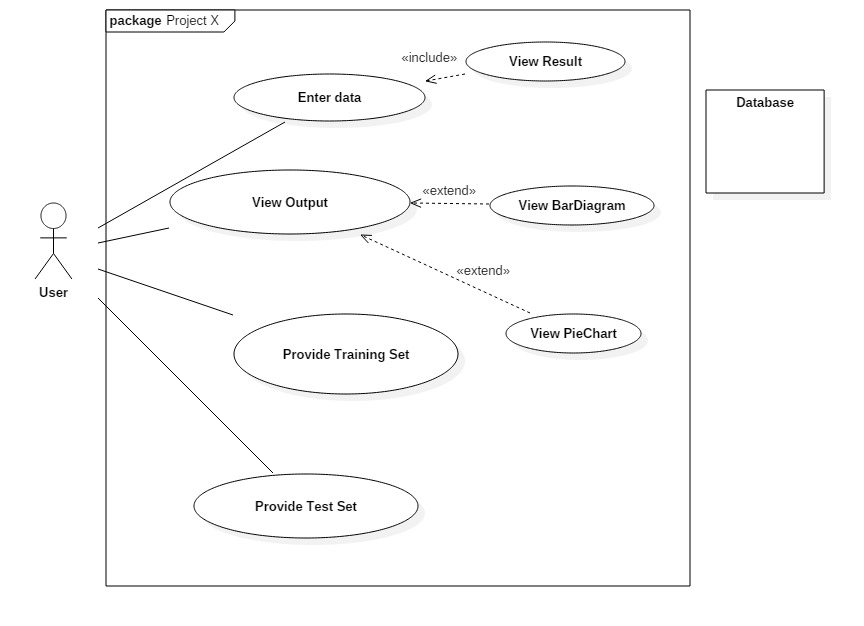 package Project X
«include»
View Result
Enter data
Database
«extend»
View Output
View BarDiagram
«extend»
User
View PieChart
Provide Training Set
Provide Test Set